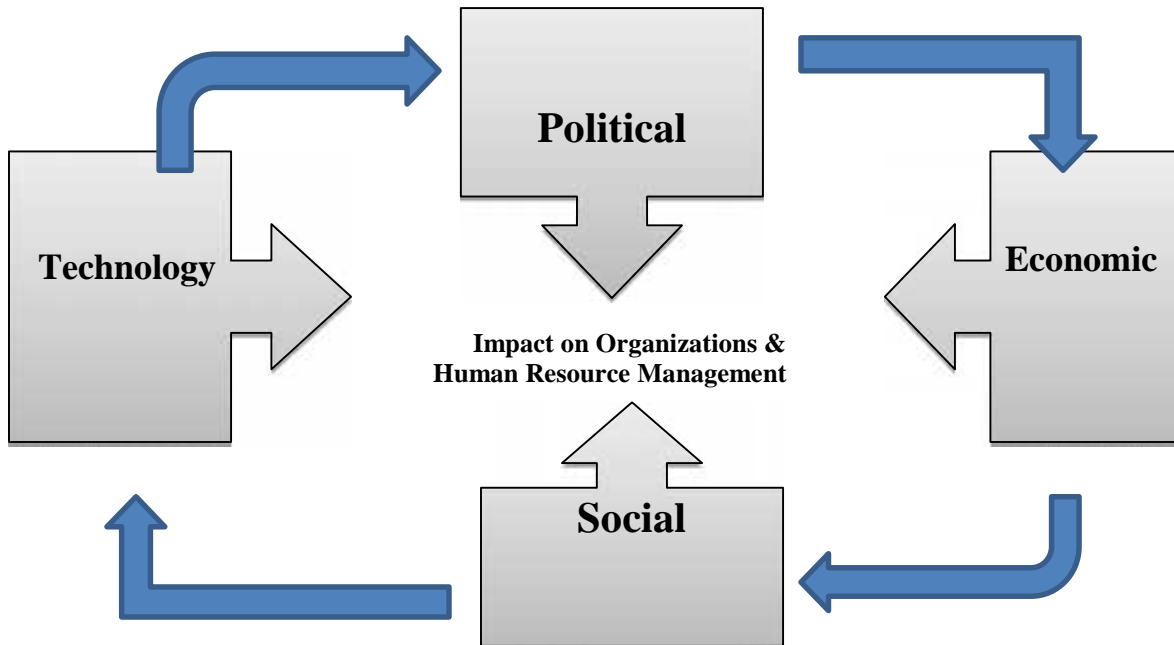 Political
Technology
Economic
Impact on Organizations &
Human Resource Management
Social